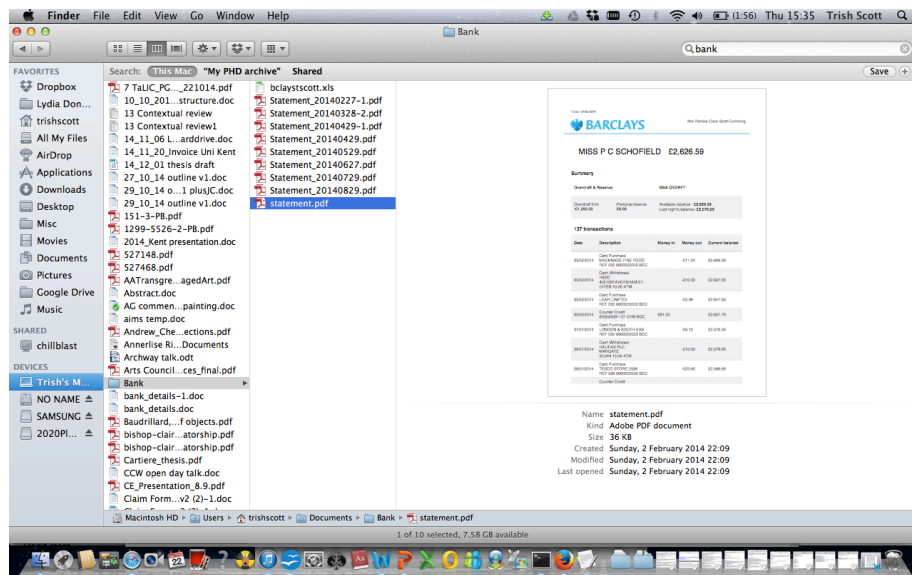 Finder File Edit View Go Window Help (1:56) Thu 15:35 Trish Scott
Bank
bank
Search: This Mac "My PHD archive" Shared Save
FAVORITES
Dropbox
Lydia Don...
trishscott
All My Files
AirDrop
Applications
Downloads
Desktop
Misc
Movies
Documents
Pictures
Google Drive
Music
SHARED
chillblast
DEVICES
Trish's M...
NO NAME
SAMSUNG
2020Pl...
7 TaLIC_PG..._221014.pdf
10_10_201...structure.doc
13 Contextual review
13 Contextual review1
14_11_06 L...arddrive.doc
14_11_20_Invoice Uni Kent
14_12_01 thesis draft
27_10_14 outline v1.doc
29_10_14 o...1 plusJC.doc
29_10_14 outline v1.doc
151-3-PB.pdf
1299-5526-2-PB.pdf
2014_Kent presentation.doc
527148.pdf
527468.pdf
AATransgre...agedArt.pdf
Abstract.doc
AG commen...painting.doc
aims temp.doc
Andrew_Che...ections.pdf
Annerlise Ri...Documents
Archway talk.odt
Arts Council...ces_final.pdf
Bank
bank_details-1.doc
bank_details.doc
Baudrillard,...f objects.pdf
bishop-clair...atorship.pdf
bishop-clair...atorship.pdf
Cartiere_thesis.pdf
CCW open day talk.doc
CE_Presentation_8.9.pdf
Claim Form...v2 (2)-1.doc
bclaystscott.xls
Statement_20140227-1.pdf
Statement_20140328-2.pdf
Statement_20140429-1.pdf
Statement_20140429.pdf
Statement_20140529.pdf
Statement_20140627.pdf
Statement_20140729.pdf
Statement_20140829.pdf
statement.pdf
BARCLAYS
MISS P C SCHOFIELD £2,626.59
Summary
137 transactions
Date Description Money in Money out Current balance
Name statement.pdf
Kind Adobe PDF document
Size 36 KB
Created Sunday, 2 February 2014 22:09
Modified Sunday, 2 February 2014 22:09
Last opened Sunday, 2 February 2014 22:09
Macintosh HD Users trishscott Documents Bank statement.pdf
1 of 10 selected, 7.58 GB available